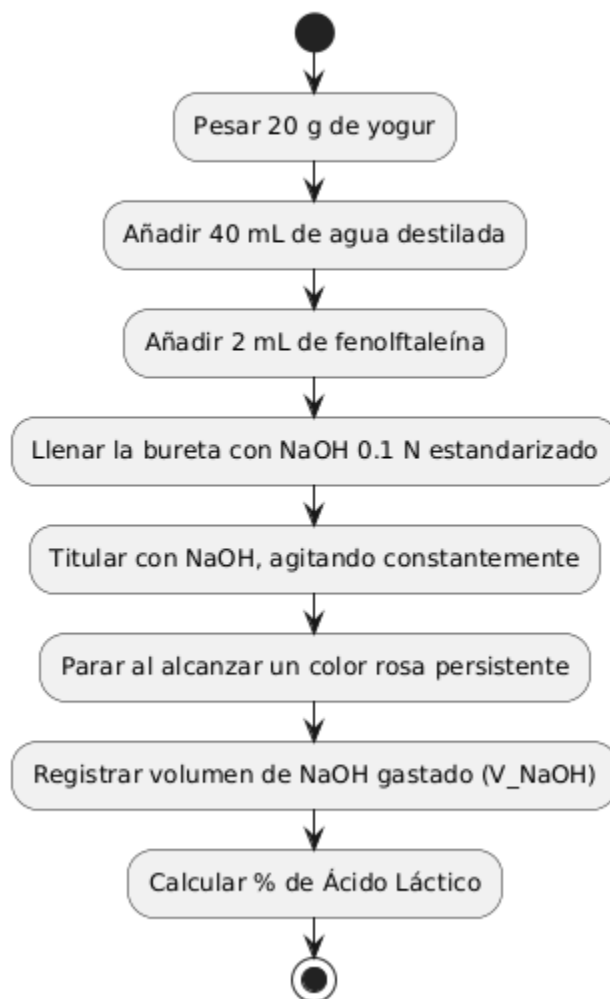 Pesar 20 g de yogur
Añadir 40 mL de agua destilada
Añadir 2 mL de fenolftaleína
Llenar la bureta con NaOH 0.1 N estandarizado
Titular con NaOH, agitando constantemente
Parar al alcanzar un color rosa persistente
Registrar volumen de NaOH gastado (V_NaOH)
Calcular % de Ácido Láctico